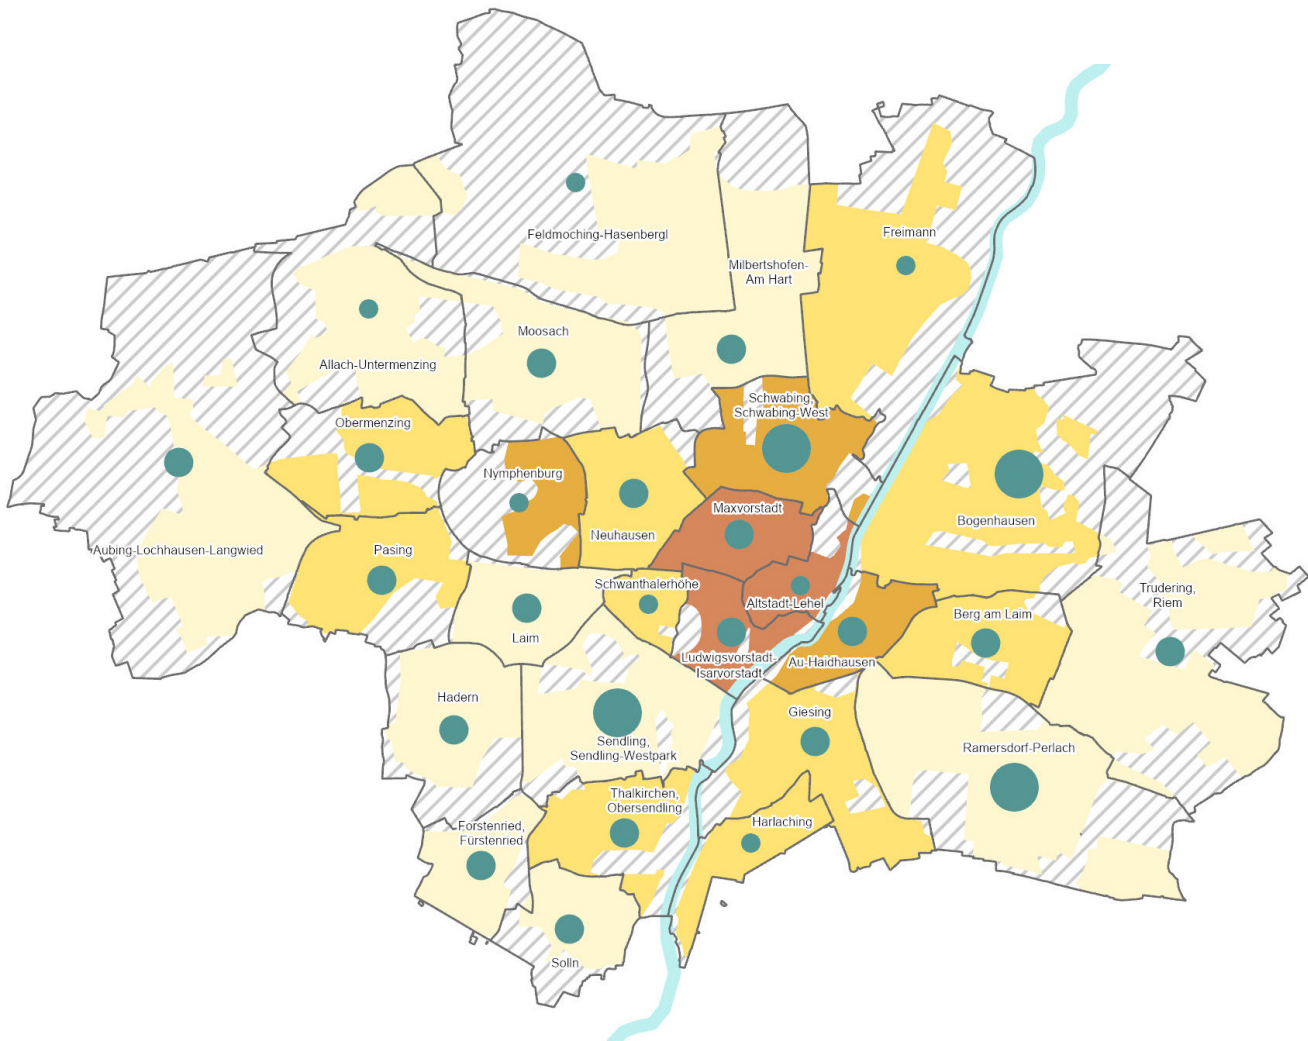 Freimann
Feldmoching-Hasenbergl
Milbertshofen-
Am Hart
Moosach
Allach-Untermenzing
Schwabing,
Schwabing-West
Obermenzing
Nymphenburg
Maxvorstadt
Bogenhausen
Neuhausen
Aubing-Lochhausen-Langwied
Pasing
Schwanthalerhöhe
Trudering,
Riem
Altstadt-Lehel
Berg am Laim
Laim
Ludwigsvorstadt-
Isarvorstadt
Au-Haidhausen
Hadern
Giesing
Sendling,
Sendling-Westpark
Ramersdorf-Perlach
Thalkirchen,
Obersendling
Harlaching
Forstenried,
Fürstenried
Solln